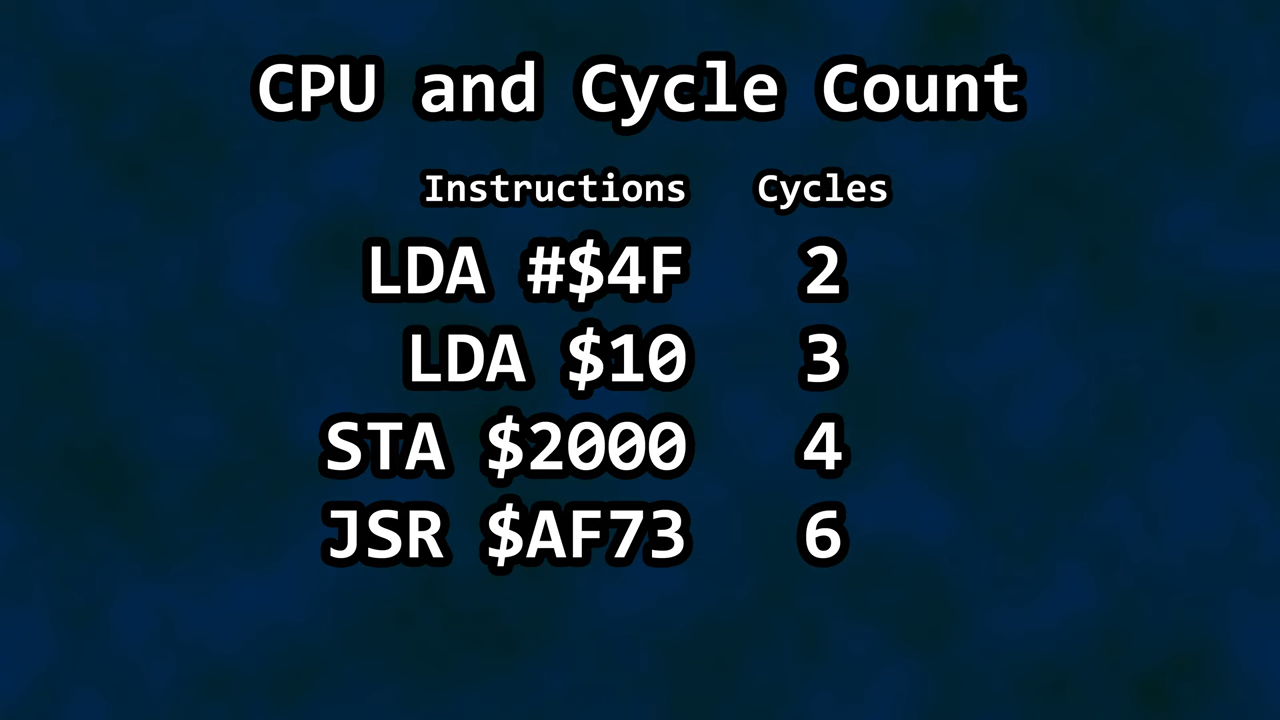 CPU and Cycle Count
Instructions Cycles
LDA #$4F 2
LDA $10 3
STA $2000 4
JSR $AF73 6